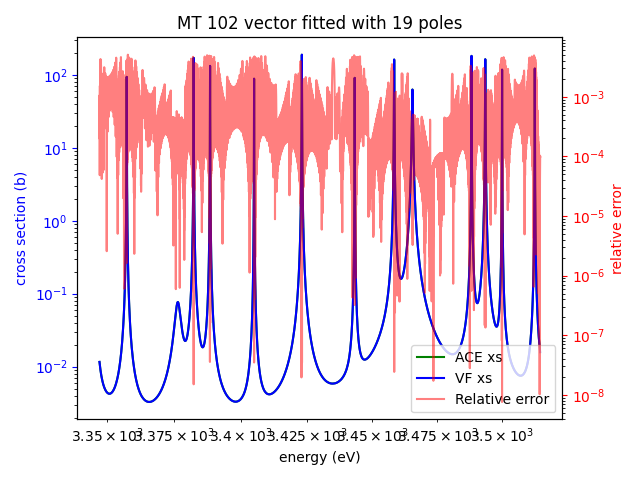 MT 102 vector fitted with 19 poles
cross section (b)
10²
10¹
10⁰
10⁻¹
10⁻²
10⁻³
10⁻⁴
10⁻⁵
10⁻⁶
10⁻⁷
10⁻⁸
relative error
ACE xs
VF xs
Relative error
3.35 × 10³ 3.375 × 10³ 3.4 × 10³ 3.425 × 10³ 3.45 × 10³ 3.475 × 10³ 3.5 × 10³
energy (eV)